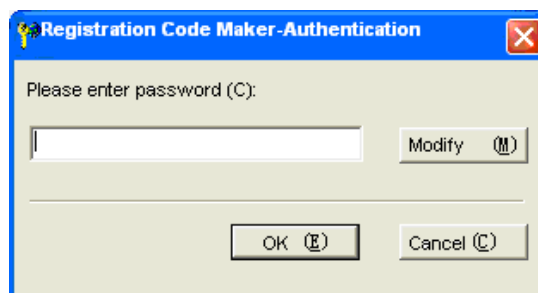 Registration Code Maker-Authentication
Please enter password (C):
Modify (M)
OK (E)
Cancel (C)